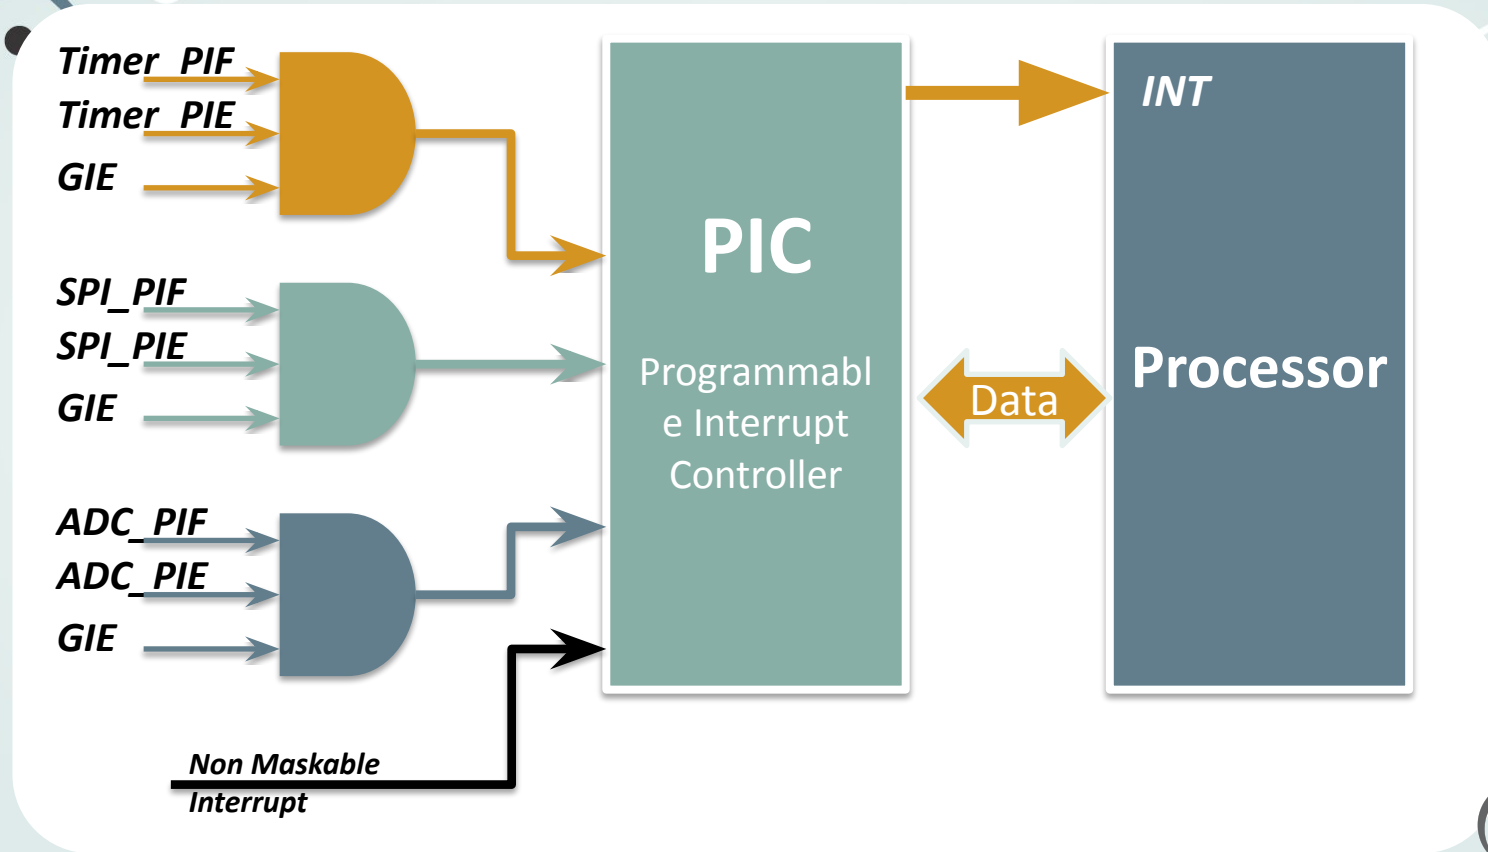 Timer_PIF
Timer_PIE
GIE
SPI_PIF
SPI_PIE
GIE
ADC_PIF
ADC_PIE
GIE
Non Maskable
Interrupt
PIC
Programmabl
e Interrupt
Controller
INT
Data
Processor